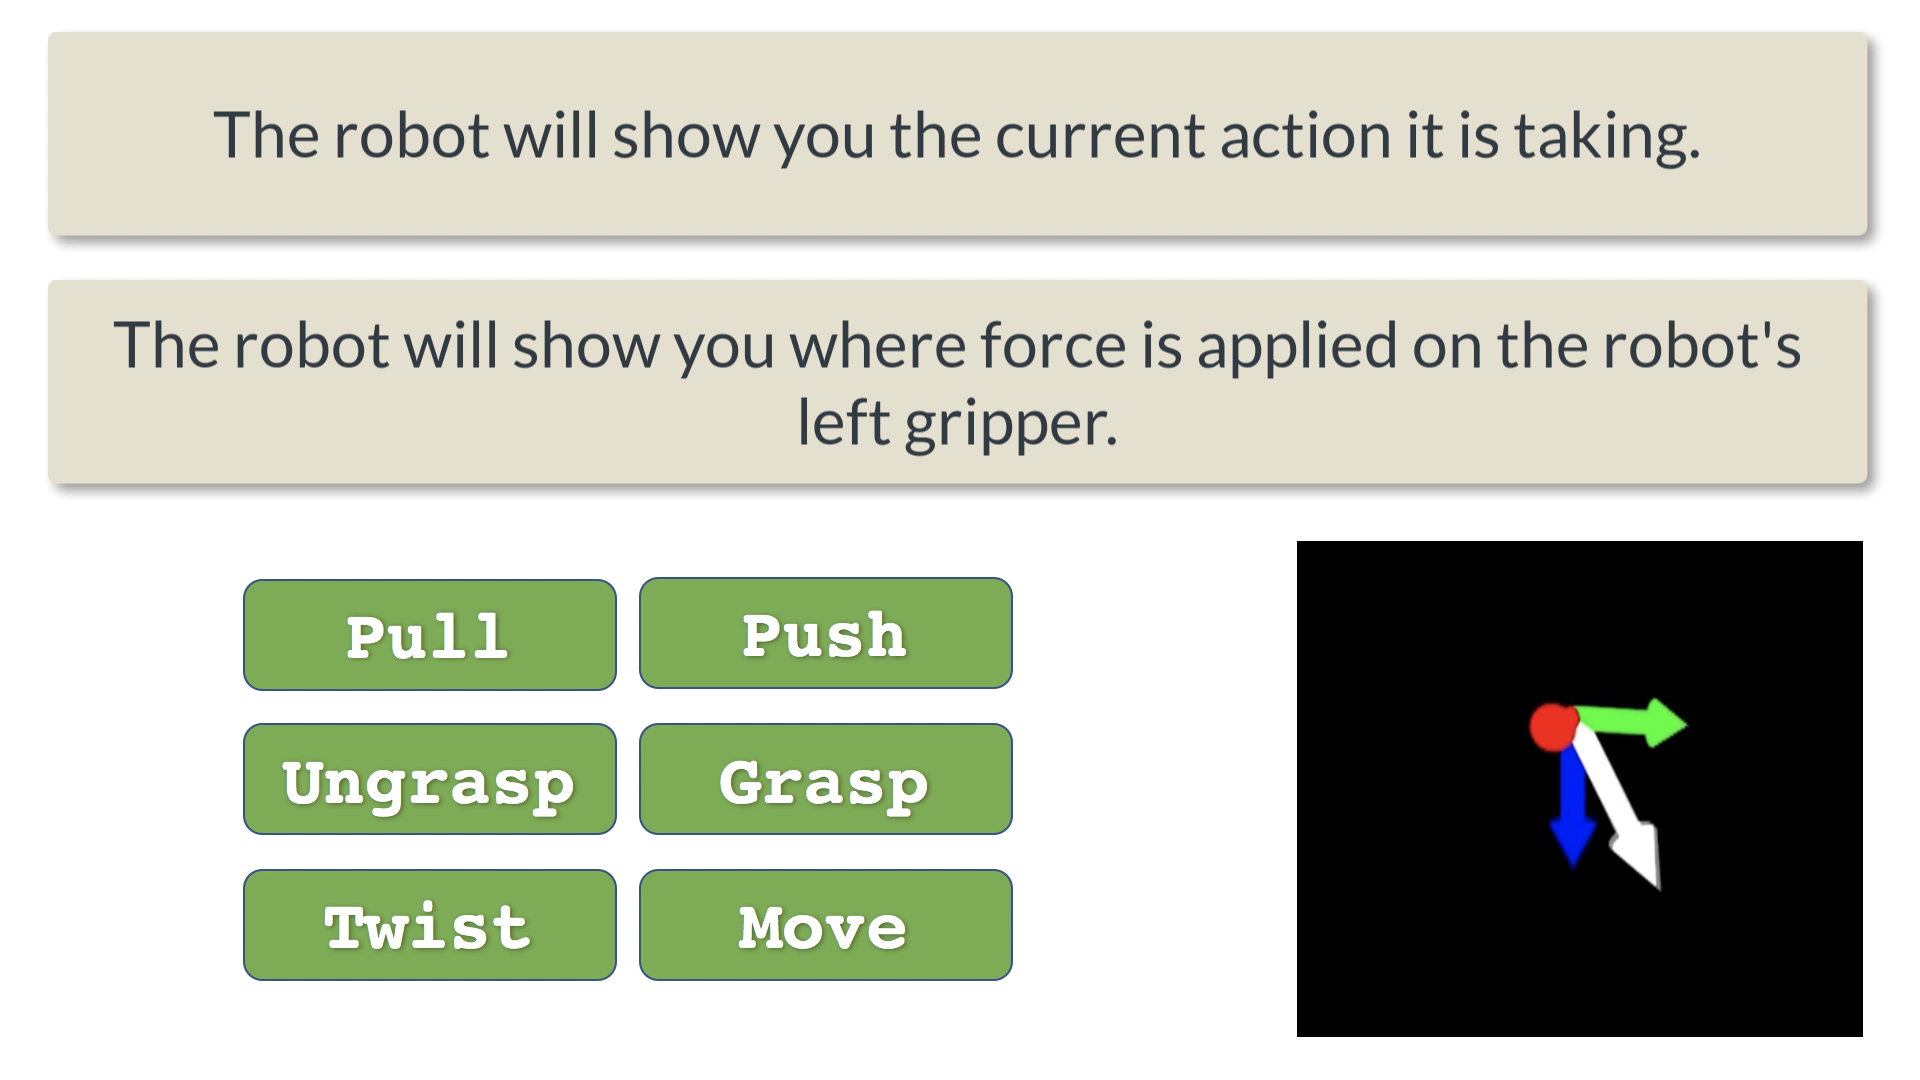 The robot will show you the current action it is taking.
The robot will show you where force is applied on the robot's
left gripper.
Pull
Push
Ungrasp
Grasp
Twist
Move